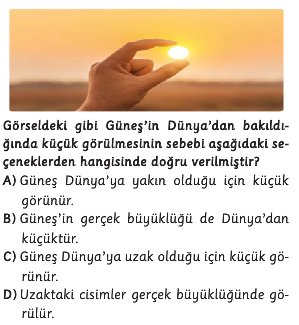 Görseldeki gibi Güneş’in Dünya’dan bakıldı-
ğında küçük görülmesinin sebebi aşağıdaki se-
çeneklerden hangisinde doğru verilmiştir?
A) Güneş Dünya’ya yakın olduğu için küçük
görünür.
B) Güneş’in gerçek büyüklüğü de Dünya’dan
küçüktür.
C) Güneş Dünya’ya uzak olduğu için küçük gö-
rünür.
D) Uzaktaki cisimler gerçek büyüklüğünde gö-
rülür.